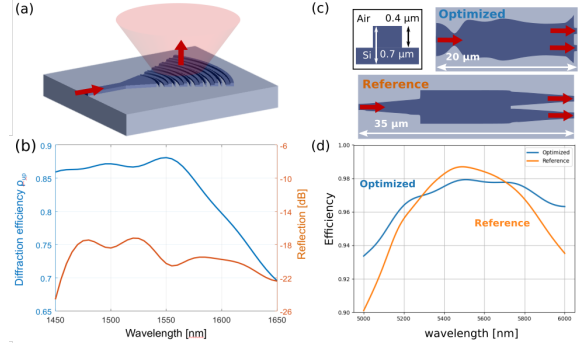 (a)
(c)
Air
0.4 μm
Si
0.7 μm
Optimized
20 μm
Reference
35 μm
(b)
0.9
0.85
0.8
0.75
0.7
0.65
Diffraction efficiency ρ
-6
-10
-14
-18
-22
-26
Reflection [dB]
1450
1500
1550
1600
1650
Wavelength [nm]
(d)
1.00
0.98
0.96
0.94
0.92
0.90
Efficiency
Optimized
Reference
Optimized
Reference
5000
5200
5400
5600
5800
6000
wavelength [nm]